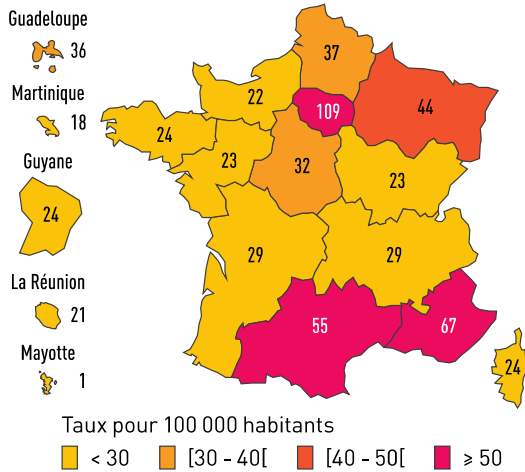 Guadeloupe
36
Martinique
18
Guyane
24
La Réunion
21
Mayotte
1
37
22
109
44
24
23
32
23
29
29
55
67
24
Taux pour 100 000 habitants
< 30
[30 - 40[
[40 - 50[
≥ 50